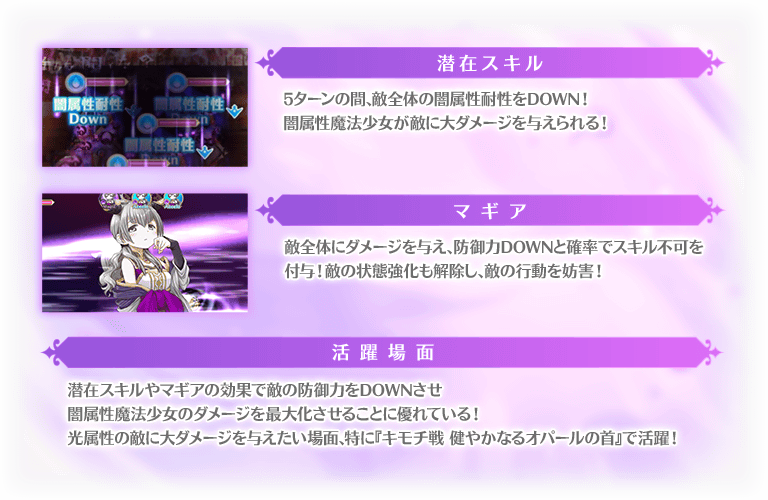 潜在スキル
闇属性耐性
Down
闇属性耐性
Down
闇属性耐性
Down
5ターンの間、敵全体の闇属性耐性をDOWN!
闇属性魔法少女が敵に大ダメージを与えられる!
マギア
敵全体にダメージを与え、防御力DOWNと確率でスキル不可を
付与!敵の状態強化も解除し、敵の行動を妨害!
活躍場面
潜在スキルやマギアの効果で敵の防御力をDOWNさせ
闇属性魔法少女のダメージを最大化させることに優れている!
光属性の敵に大ダメージを与えたい場面、特に『キモチ戦 健やかなるオパールの首』で活躍!